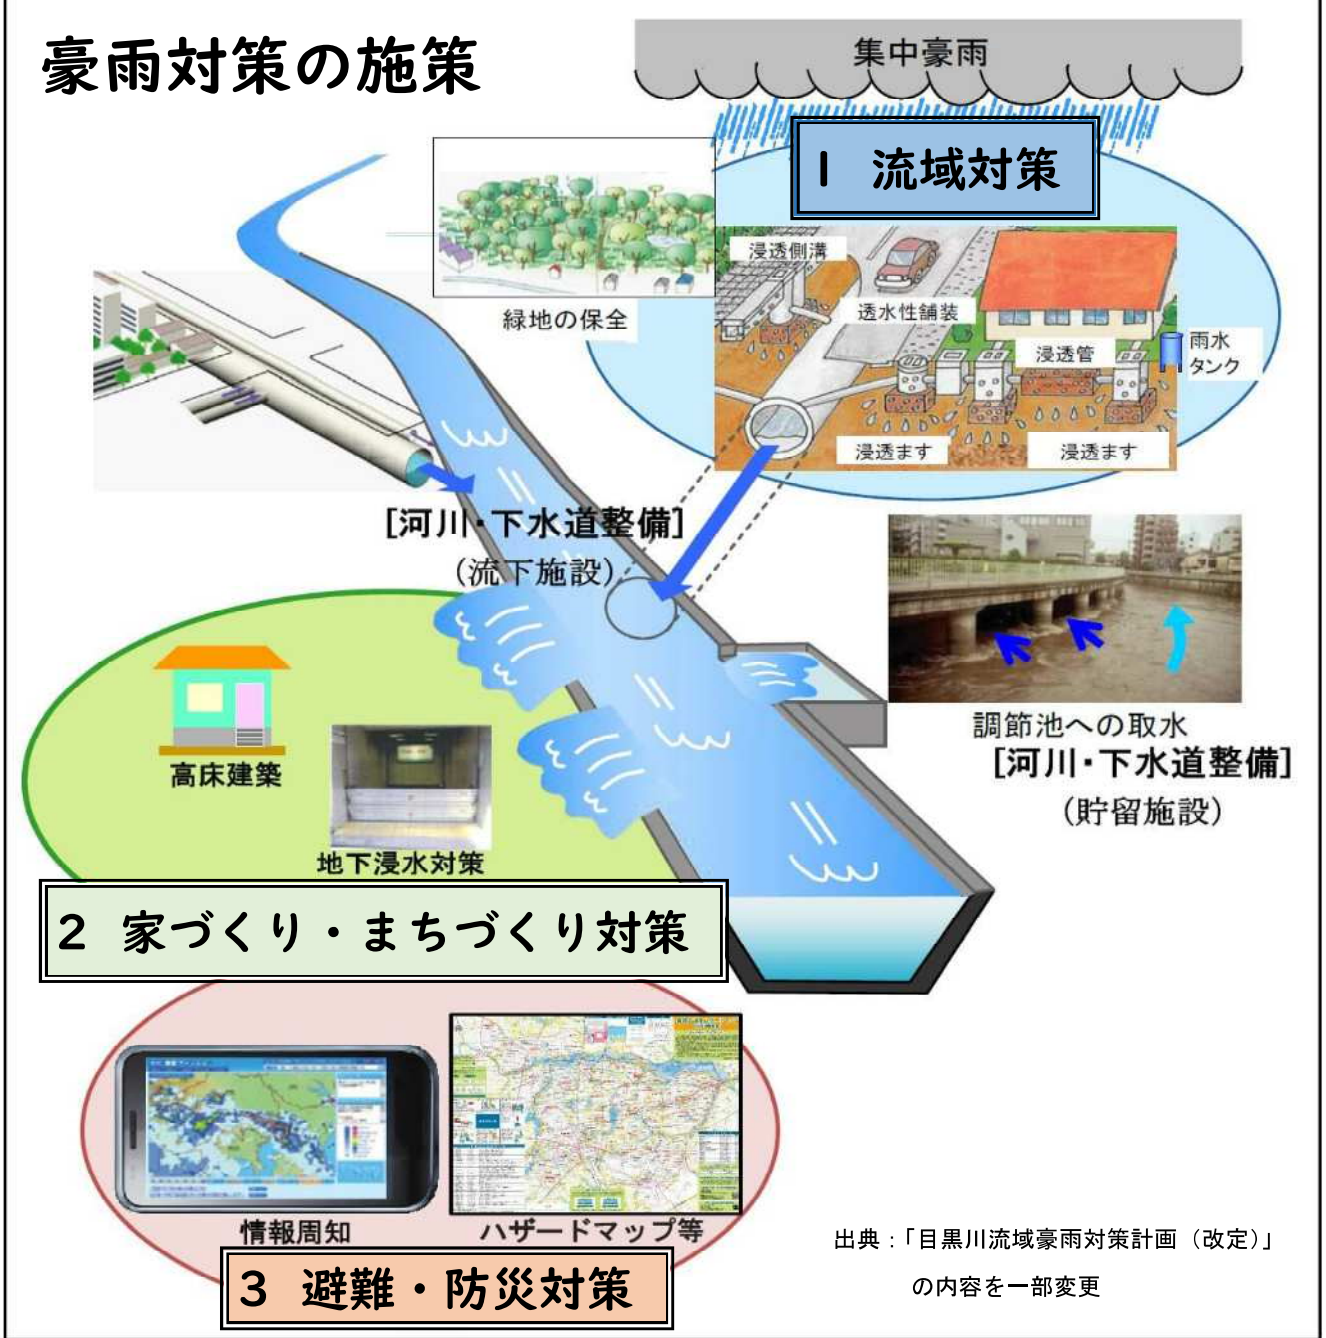 豪雨対策の施策
集中豪雨
1 流域対策
浸透側溝
透水性舗装
緑地の保全
浸透管
雨水
タンク
浸透ます
浸透ます
[河川・下水道整備]
(流下施設)
高床建築
調節池への取水
[河川・下水道整備]
(貯留施設)
地下浸水対策
2 家づくり・まちづくり対策
情報周知
ハザードマップ等
3 避難・防災対策
出典:「目黒川流域豪雨対策計画(改定)」
の内容を一部変更